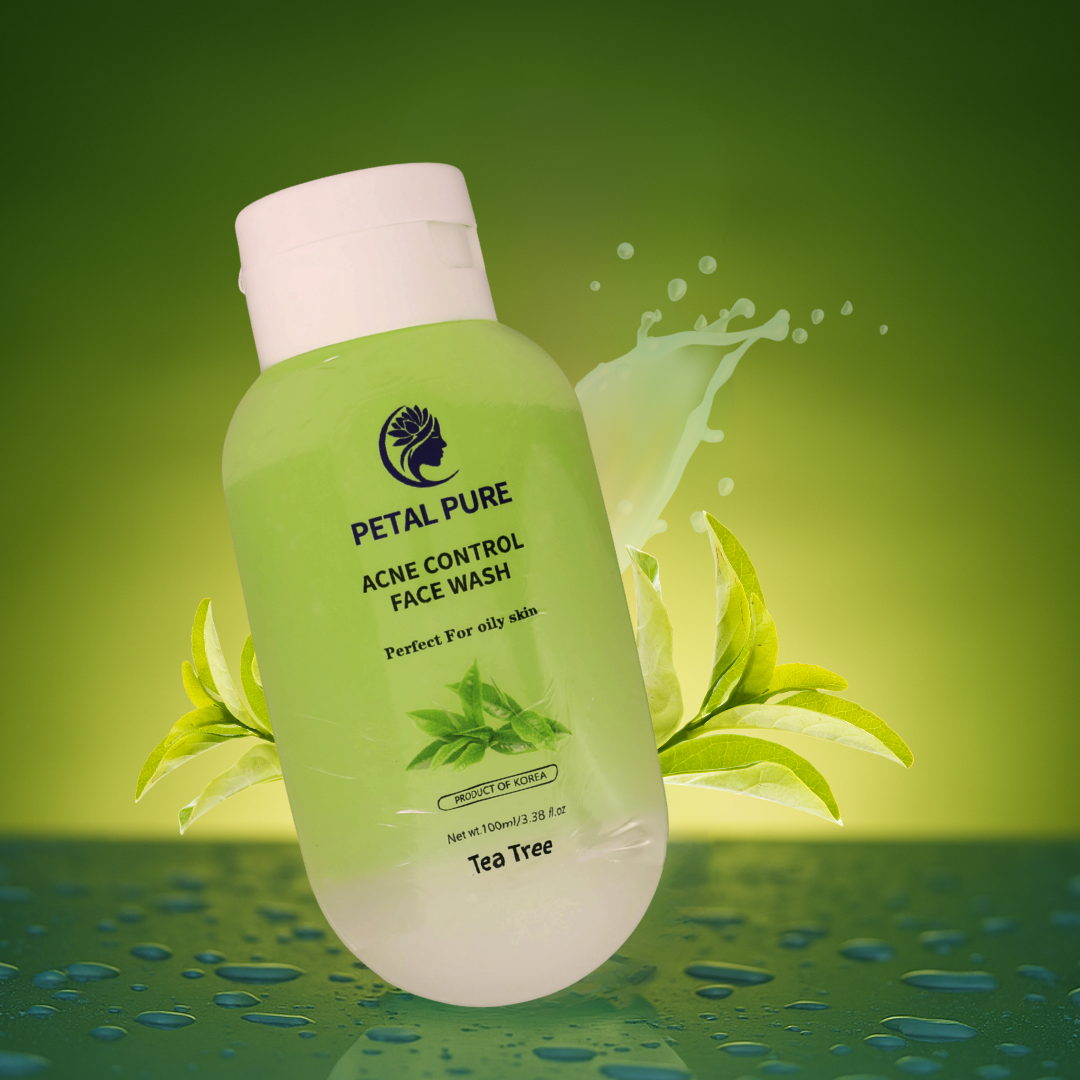 PETAL PURE
ACNE CONTROL
FACE WASH
Perfect For oily skin
PRODUCT OF KOREA
Net wt.100ml/3.38 fl.oz
Tea Tree